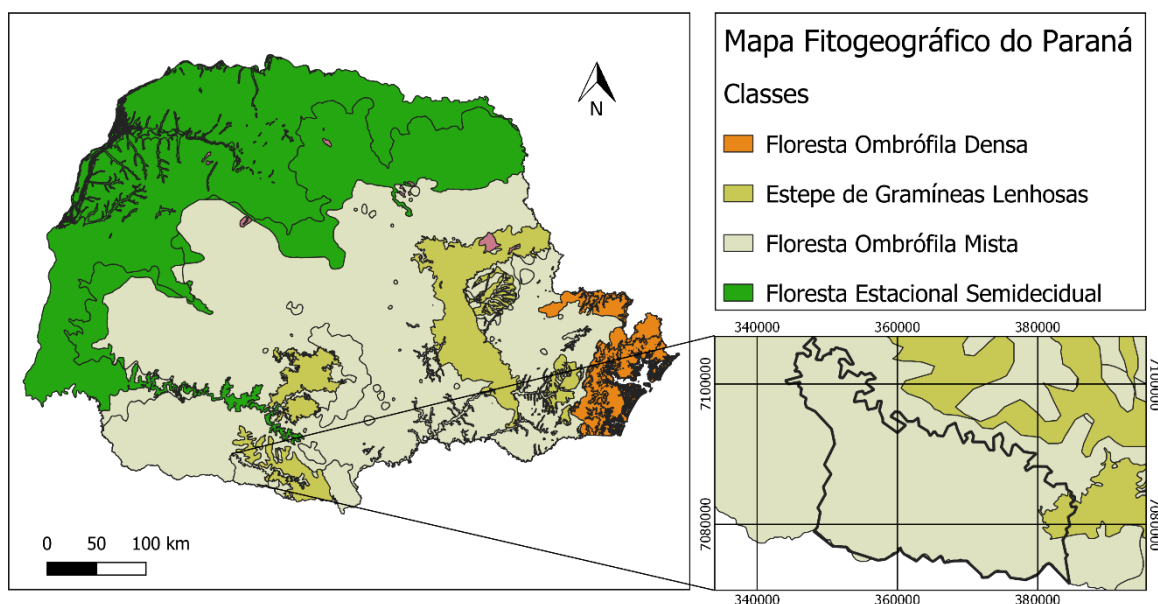 N
0 50 100 km
Mapa Fitogeográfico do Paraná
Classes
Floresta Ombrófila Densa
Estepe de Gramíneas Lenhosas
Floresta Ombrófila Mista
Floresta Estacional Semidecidual
340000 360000 380000
7100000
7100000
7080000
7080000
340000 360000 380000